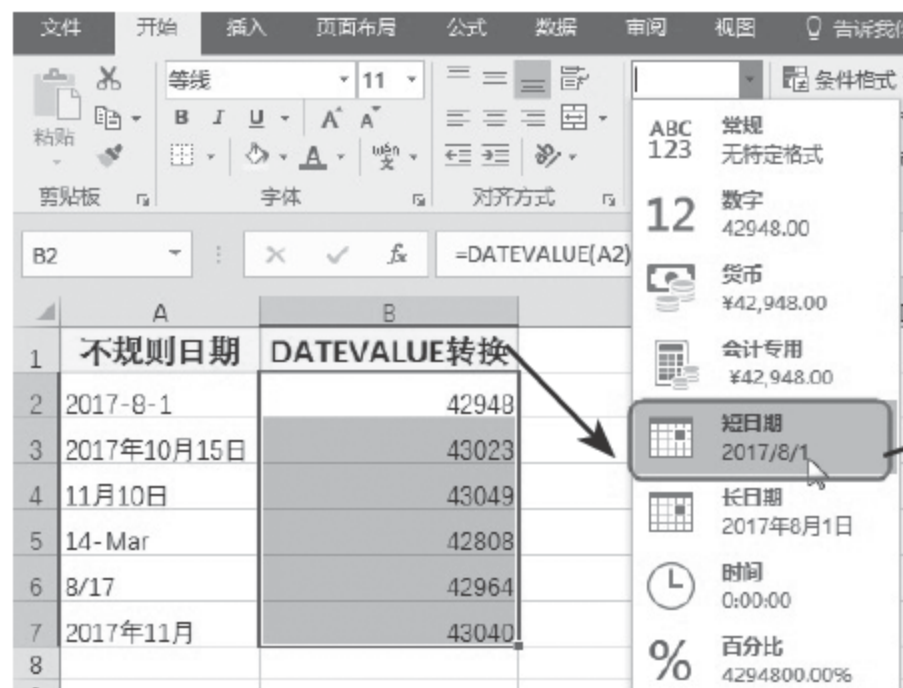 文件 开始 插入 页面布局 公式 数据 审阅 视图 告诉我
等线 11 条件格式
粘贴 B I U A A ABC 常规
123 无特定格式
wén
文
A
剪贴板 字体 对齐方式
12 数字
42948.00
B2 fx =DATEVALUE(A2) 货币
¥42,948.00
A B
1 不规则日期 DATEVALUE转换 会计专用
¥42,948.00
2 2017-8-1 42948 短日期
3 2017年10月15日 43023 2017/8/1
4 11月10日 43049 长日期
5 14-Mar 42808 2017年8月1日
6 8/17 42964 时间
0:00:00
7 2017年11月 43040 百分比
8 % 4294800.00%